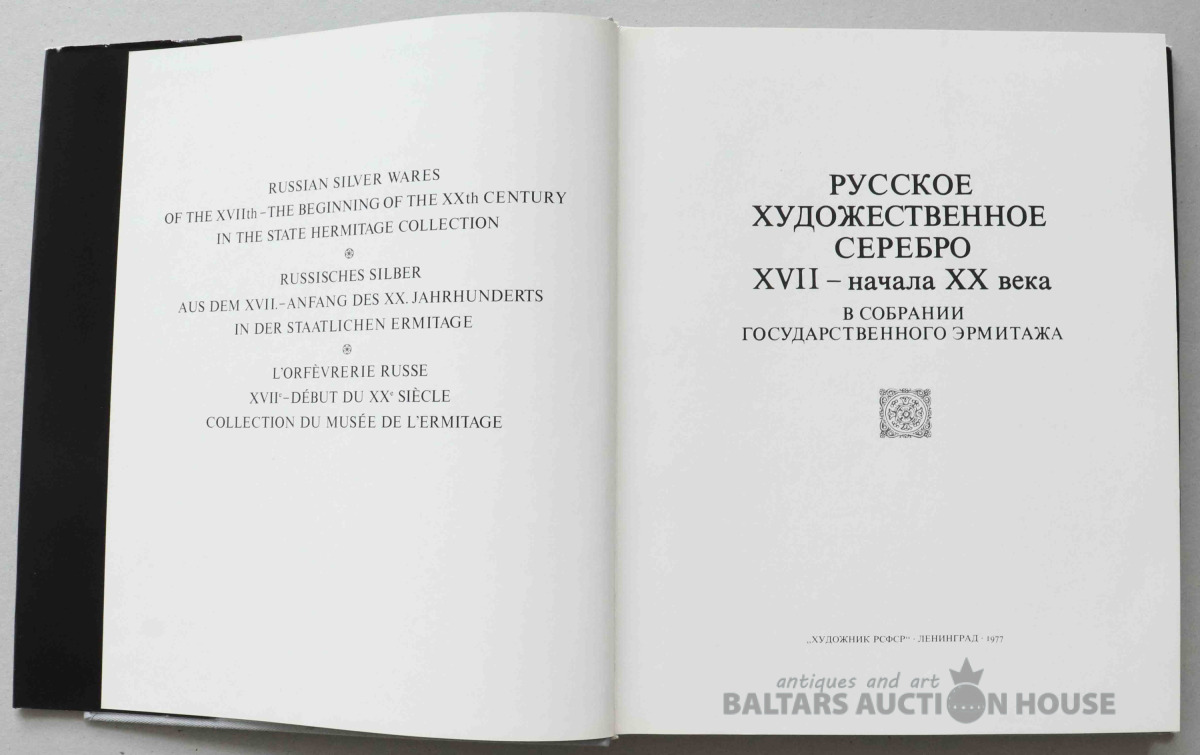 RUSSIAN SILVER WARES
OF THE XVIIth – THE BEGINNING OF THE XXth CENTURY
IN THE STATE HERMITAGE COLLECTION
RUSSISCHES SILBER
AUS DEM XVII. – ANFANG DES XX. JAHRHUNDERTS
IN DER STAATLICHEN ERMITAGE
L'ORFÈVRERIE RUSSE
XVIIᵉ – DÉBUT DU XXᵉ SIÈCLE
COLLECTION DU MUSÉE DE L'ERMITAGE
РУССКОЕ
ХУДОЖЕСТВЕННОЕ
СЕРЕБРО
XVII – начала XX века
В СОБРАНИИ
ГОСУДАРСТВЕННОГО ЭРМИТАЖА
„ХУДОЖНИК РСФСР“ · ЛЕНИНГРАД · 1977
antiques and art
BALTARS AUCTION HOUSE